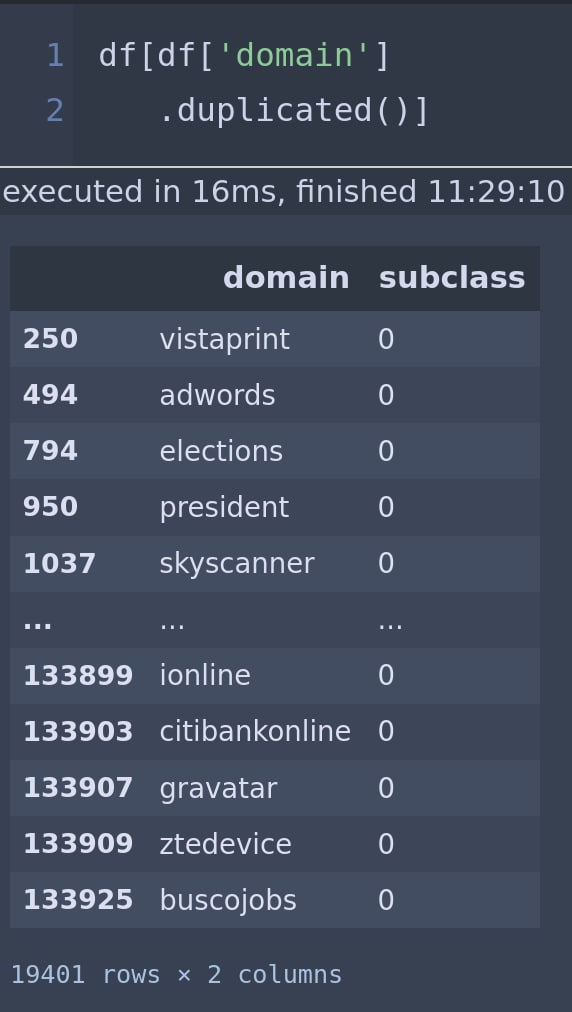 1 df[df['domain']
2 .duplicated()]
executed in 16ms, finished 11:29:10
domain subclass
250 vistaprint 0
494 adwords 0
794 elections 0
950 president 0
1037 skyscanner 0
... ... ...
133899 ionline 0
133903 citibankonline 0
133907 gravatar 0
133909 ztedevice 0
133925 buscojobs 0
19401 rows × 2 columns